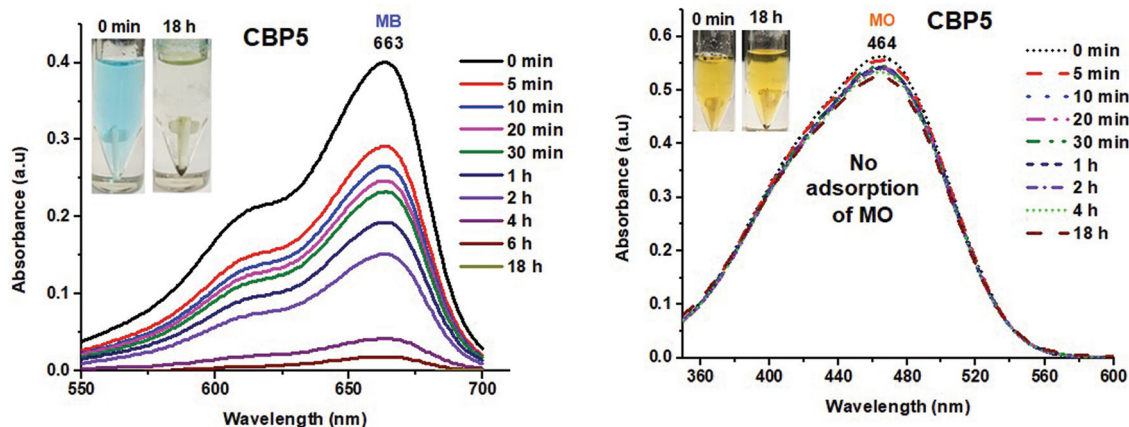 0 min
18 h
CBP5
MB
663
0 min
5 min
10 min
20 min
30 min
1 h
2 h
4 h
6 h
18 h
0.4
0.3
0.2
0.1
0.0
550
600
650
700
Absorbance (a.u)
Wavelength (nm)
0 min
18 h
MO
464
CBP5
0 min
5 min
10 min
20 min
30 min
1 h
2 h
4 h
18 h
No
adsorption
of MO
0.6
0.5
0.4
0.3
0.2
0.1
0.0
360
400
440
480
520
560
600
Absorbance (a.u)
Wavelength (nm)